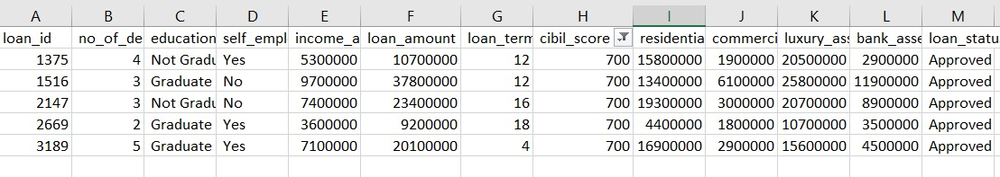 A B C D E F G H I J K L M
loan_id no_of_de education self_empl income_a loan_amount loan_term cibil_score residentia commerci luxury_ass bank_asse loan_statu
1375 4 Not Gradu Yes 5300000 10700000 12 700 15800000 1900000 20500000 2900000 Approved
1516 3 Graduate No 9700000 37800000 12 700 13400000 6100000 25800000 11900000 Approved
2147 3 Not Gradu No 7400000 23400000 16 700 19300000 3000000 20700000 8900000 Approved
2669 2 Graduate Yes 3600000 9200000 18 700 4400000 1800000 10700000 3500000 Approved
3189 5 Graduate Yes 7100000 20100000 4 700 16900000 2900000 15600000 4500000 Approved